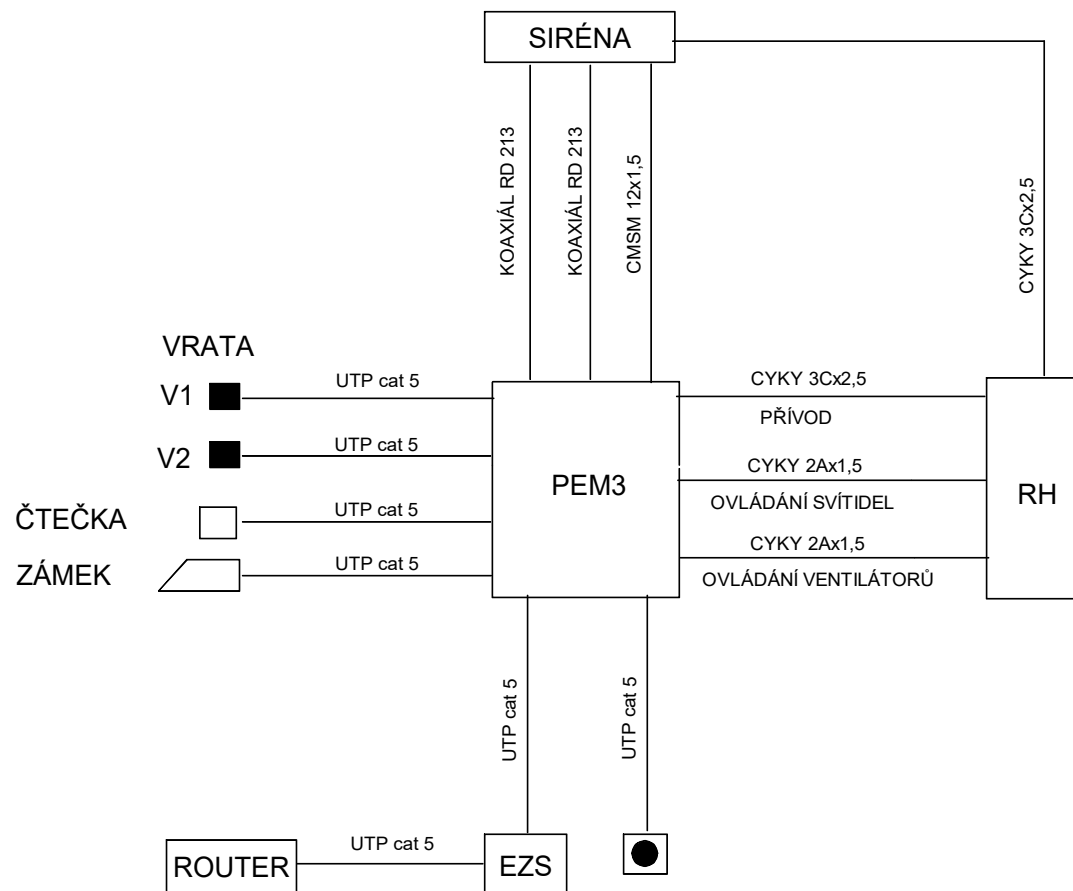 SIRÉNA
KOAXIÁL RD 213
KOAXIÁL RD 213
CMSM 12x1,5
CYKY 3Cx2,5
VRATA
V1
UTP cat 5
CYKY 3Cx2,5
PŘÍVOD
V2
UTP cat 5
PEM3
CYKY 2Ax1,5
OVLÁDÁNÍ SVÍTIDEL
RH
ČTEČKA
UTP cat 5
ZÁMEK
UTP cat 5
CYKY 2Ax1,5
OVLÁDÁNÍ VENTILÁTORŮ
UTP cat 5
UTP cat 5
ROUTER
UTP cat 5
EZS